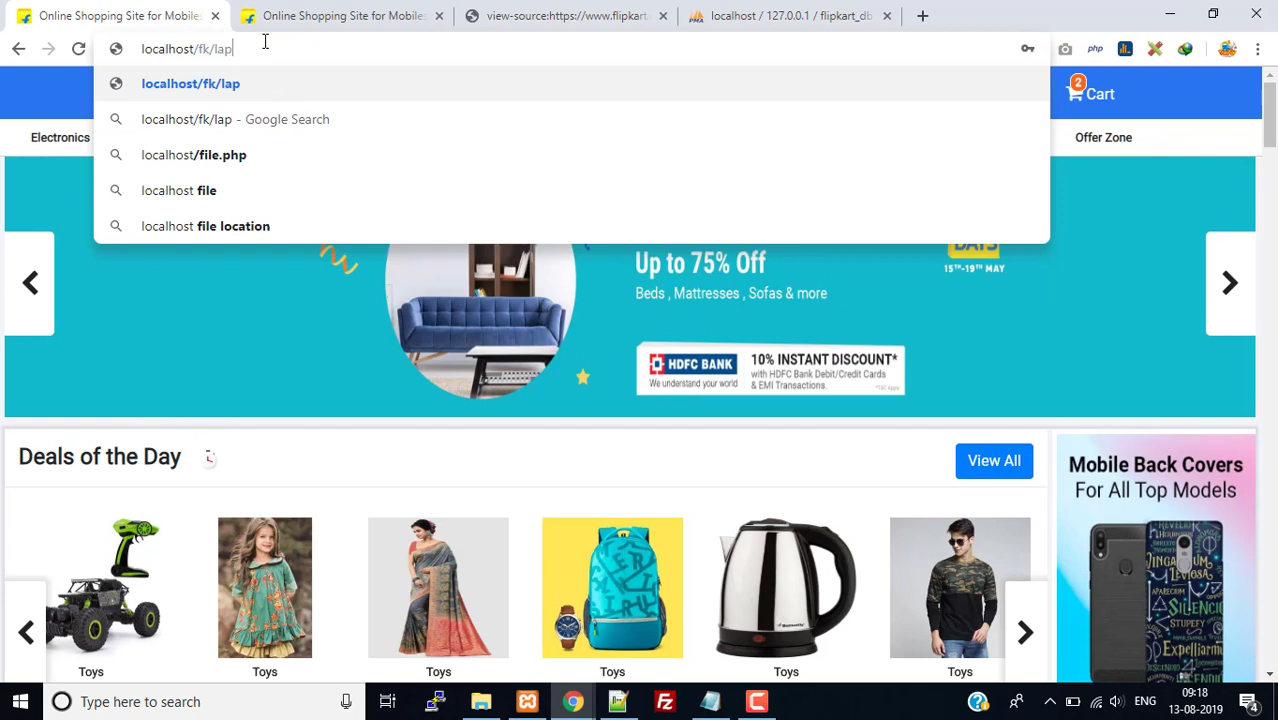 Online Shopping Site for Mobiles
Online Shopping Site for Mobiles
view-source:https://www.flipkart
localhost / 127.0.0.1 / flipkart_db
localhost/fk/lap
php
localhost/fk/lap
localhost/fk/lap - Google Search
localhost/file.php
localhost file
localhost file location
2
Cart
Electronics
Offer Zone
DAYS
15TH-19TH MAY
Up to 75% Off
Beds , Mattresses , Sofas & more
HDFC BANK
We understand your world
10% INSTANT DISCOUNT*
with HDFC Bank Debit/Credit Cards
& EMI Transactions.
Deals of the Day
View All
Mobile Back Covers
For All Top Models
Toys
Toys
Toys
Toys
Toys
Toys
Type here to search
ENG
09:18
13-08-2019
4